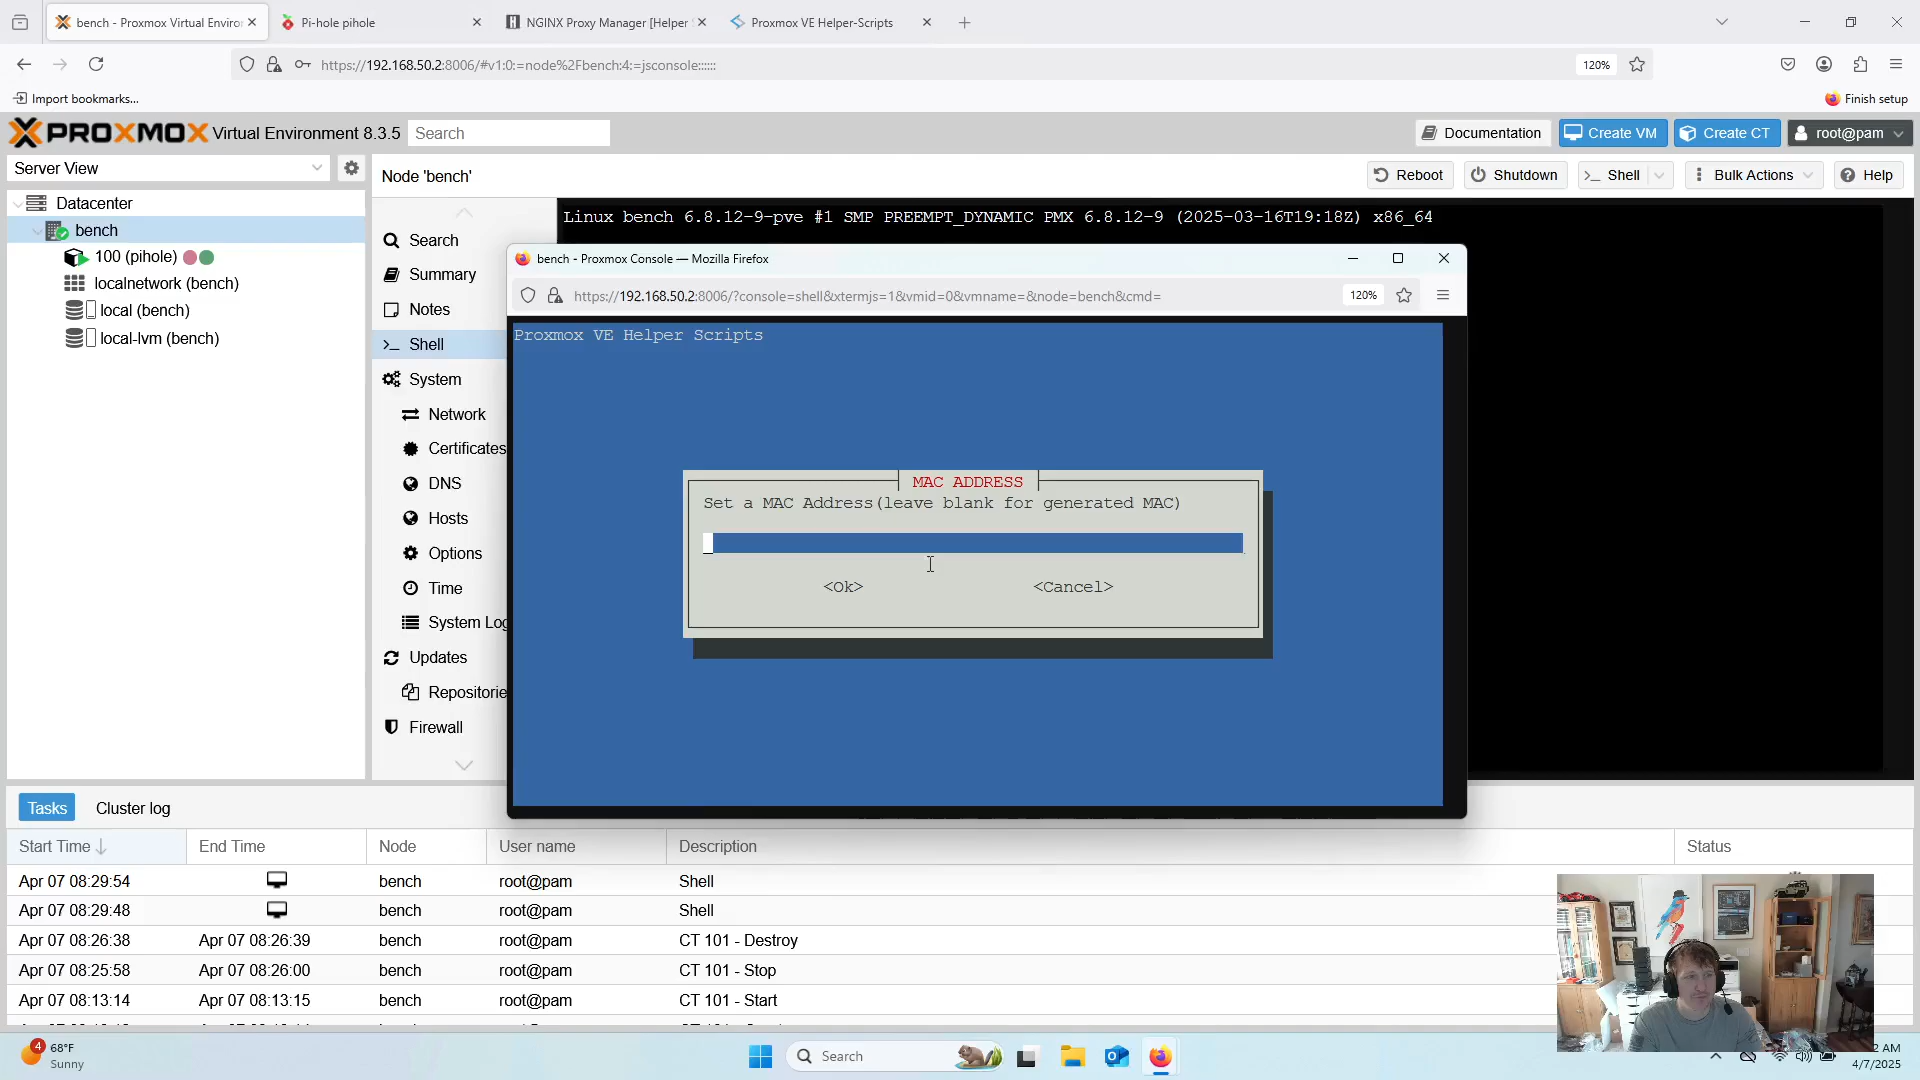 bench - Proxmox Virtual Enviro
Pi-hole pihole
NGINX Proxy Manager [Helper
Proxmox VE Helper-Scripts
https://192.168.50.2:8006/#v1:0:=node%2Fbench:4:=jsconsole::::::
120%
Import bookmarks...
Finish setup
PROXMOX Virtual Environment 8.3.5
Search
Documentation
Create VM
Create CT
root@pam
Server View
Node 'bench'
Reboot
Shutdown
Shell
Bulk Actions
Help
Datacenter
bench
100 (pihole)
localnetwork (bench)
local (bench)
local-lvm (bench)
Search
Summary
Notes
Shell
System
Network
Certificates
DNS
Hosts
Options
Time
System Log
Updates
Repositorie
Firewall
Linux bench 6.8.12-9-pve #1 SMP PREEMPT_DYNAMIC PMX 6.8.12-9 (2025-03-16T19:18Z) x86_64
bench - Proxmox Console — Mozilla Firefox
https://192.168.50.2:8006/?console=shell&xtermjs=1&vmid=0&vmname=&node=bench&cmd=
120%
Proxmox VE Helper Scripts
MAC ADDRESS
Set a MAC Address(leave blank for generated MAC)
<Ok>
<Cancel>
Tasks
Cluster log
Start Time
End Time
Node
User name
Description
Status
Apr 07 08:29:54 bench root@pam Shell
Apr 07 08:29:48 bench root@pam Shell
Apr 07 08:26:38 Apr 07 08:26:39 bench root@pam CT 101 - Destroy
Apr 07 08:25:58 Apr 07 08:26:00 bench root@pam CT 101 - Stop
Apr 07 08:13:14 Apr 07 08:13:15 bench root@pam CT 101 - Start
4
68°F
Sunny
Search
2 AM
4/7/2025